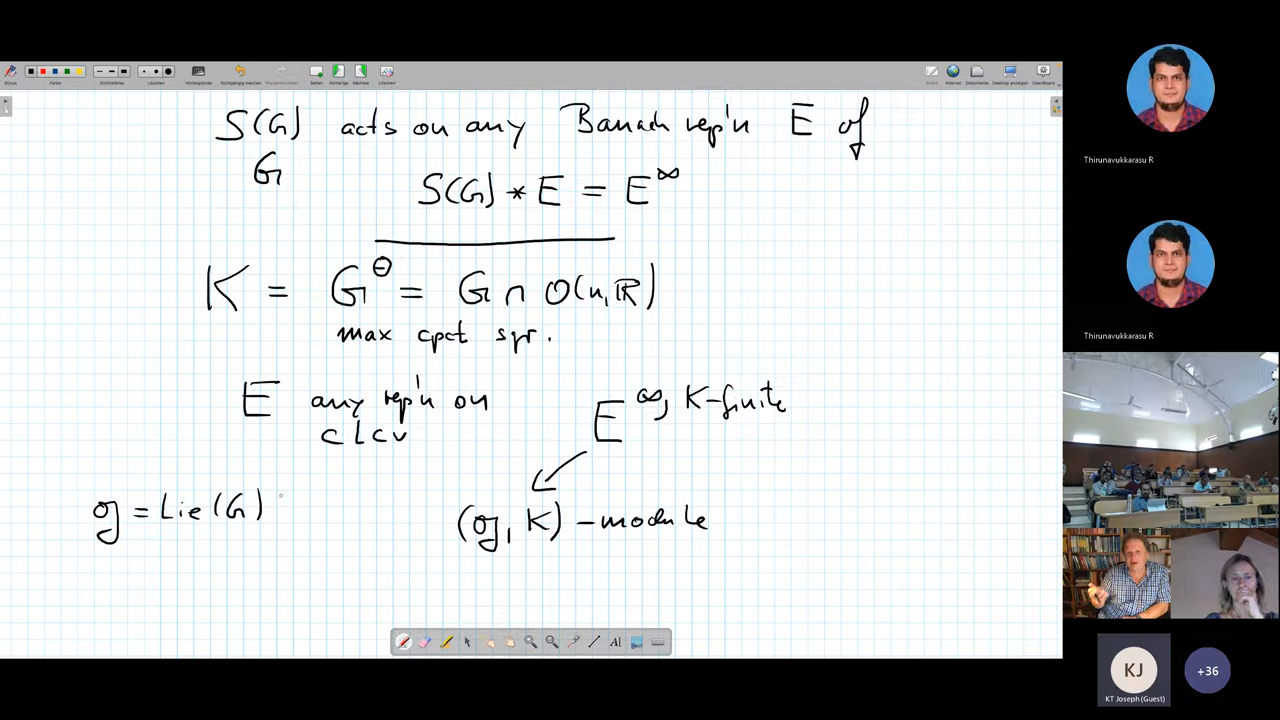 S(G) acts on any Banach rep'n E of
G
S(G) * E = E^∞
K = G^Θ = G ∩ O(n, ℝ)
max cpct sgr.
E any rep'n on
c l c v
E^∞, K-finite
𝔤 = Lie(G)
(𝔤, K) - module
Thirunavukkarasu R
Thirunavukkarasu R
KJ
KT Joseph (Guest)
+36